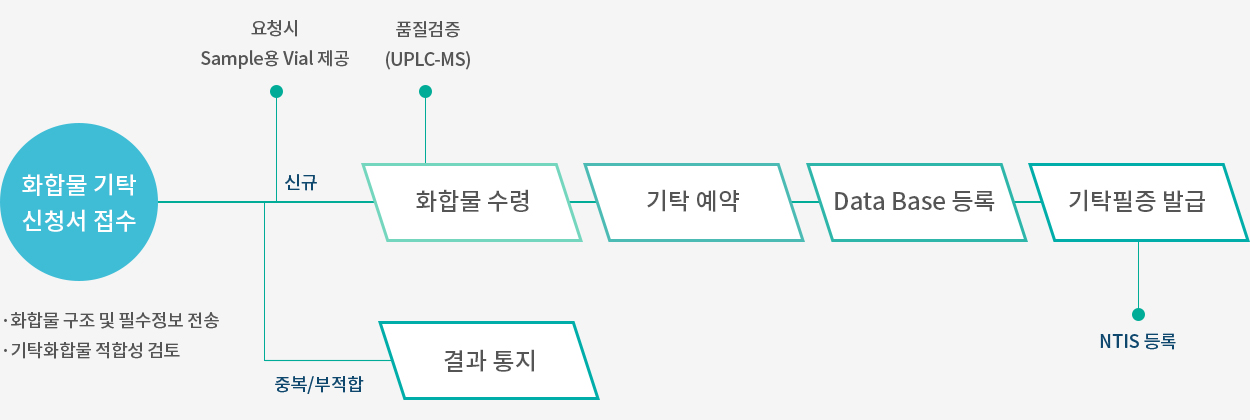 요청시
Sample용 Vial 제공
품질검증
(UPLC-MS)
화합물 기탁
신청서 접수
신규
화합물 수령
기탁 예약
Data Base 등록
기탁필증 발급
·화합물 구조 및 필수정보 전송
·기탁화합물 적합성 검토
결과 통지
중복/부적합
NTIS 등록